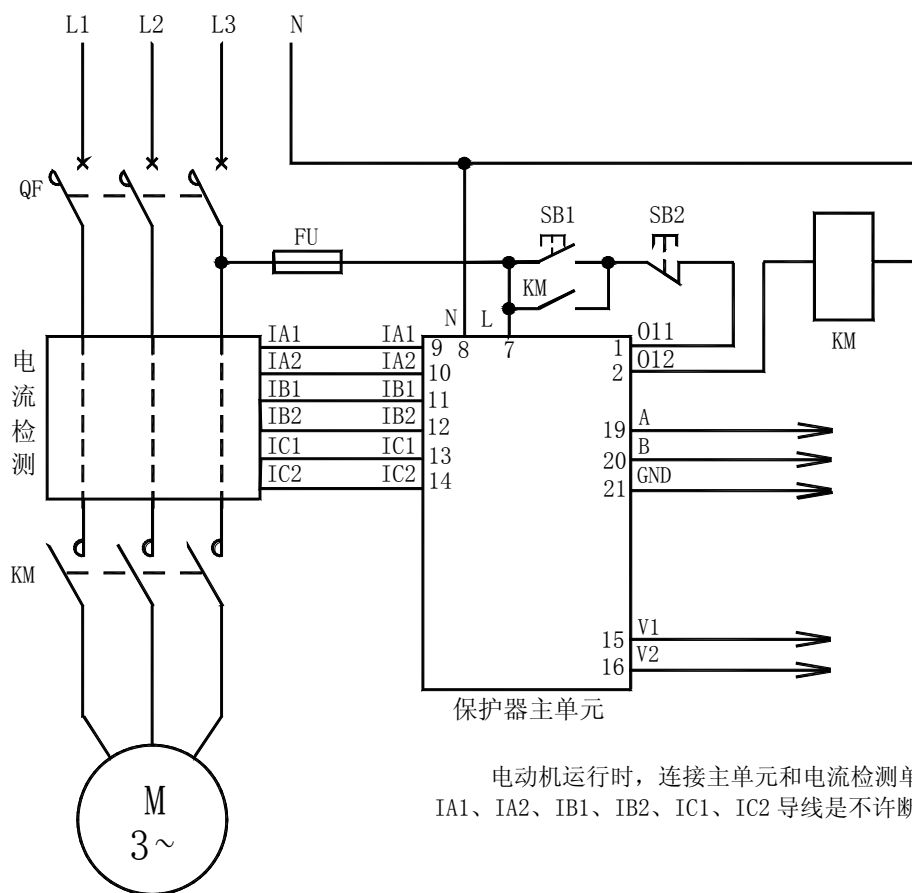 L1 L2 L3 N
QF
FU
SB1 SB2
KM
KM
N L
8 7
电流检测
IA1 IA1 9
IA2 IA2 10
IB1 IB1 11
IB2 IB2 12
IC1 IC1 13
IC2 IC2 14
1 O11
2 O12
19 A
20 B
21 GND
KM
15 V1
16 V2
保护器主单元
M
3~
电动机运行时，连接主单元和电流检测单
IA1、IA2、IB1、IB2、IC1、IC2 导线是不许断